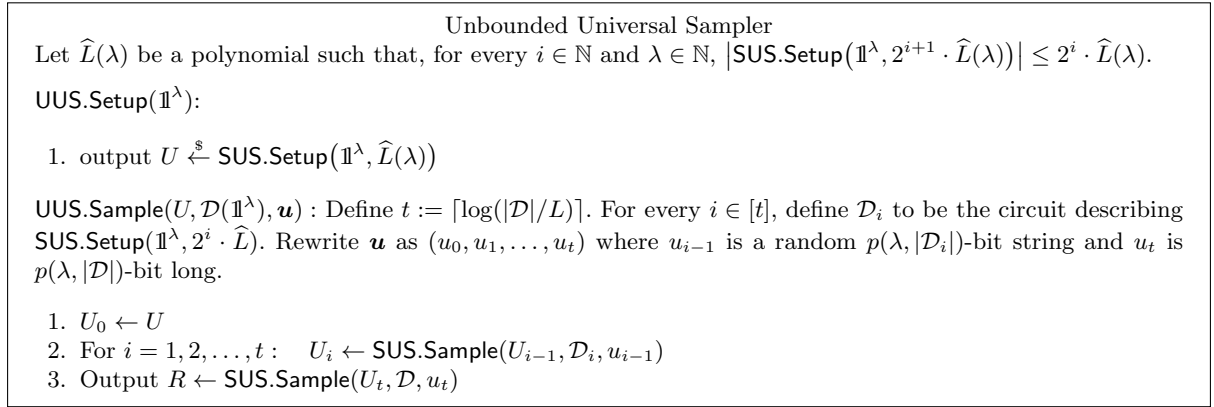 Unbounded Universal Sampler
Let L̂(λ) be a polynomial such that, for every i ∈ ℕ and λ ∈ ℕ, |SUS.Setup(𝟙^λ, 2^{i+1} · L̂(λ))| ≤ 2^i · L̂(λ).
UUS.Setup(𝟙^λ):
1. output U ←$ SUS.Setup(𝟙^λ, L̂(λ))
UUS.Sample(U, 𝒟(𝟙^λ), 𝒖) : Define t := ⌈log(|𝒟|/L)⌉. For every i ∈ [t], define 𝒟_i to be the circuit describing
SUS.Setup(𝟙^λ, 2^i · L̂). Rewrite 𝒖 as (u_0, u_1, . . . , u_t) where u_{i−1} is a random p(λ, |𝒟_i|)-bit string and u_t is
p(λ, |𝒟|)-bit long.
1. U_0 ← U
2. For i = 1, 2, . . . , t : U_i ← SUS.Sample(U_{i−1}, 𝒟_i, u_{i−1})
3. Output R ← SUS.Sample(U_t, 𝒟, u_t)